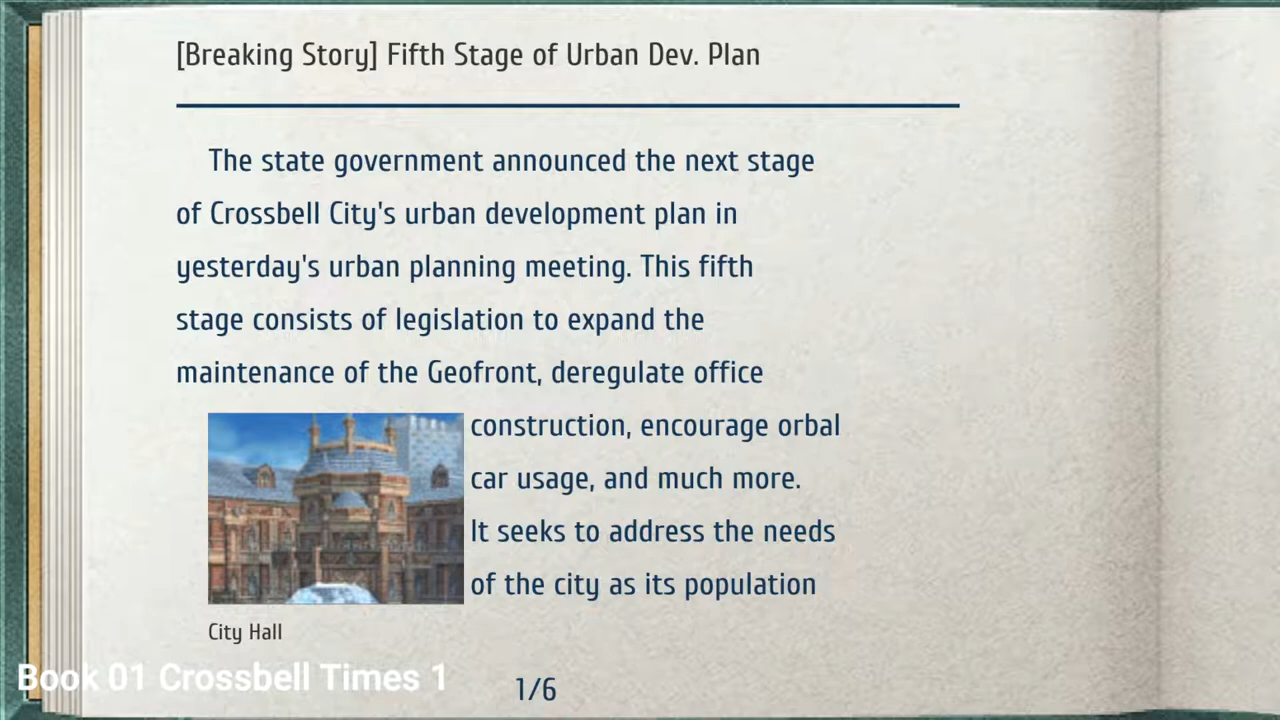 [Breaking Story] Fifth Stage of Urban Dev. Plan
The state government announced the next stage
of Crossbell City's urban development plan in
yesterday's urban planning meeting. This fifth
stage consists of legislation to expand the
maintenance of the Geofront, deregulate office
construction, encourage orbal
car usage, and much more.
It seeks to address the needs
of the city as its population
City Hall
Book 01 Crossbell Times 1
1/6